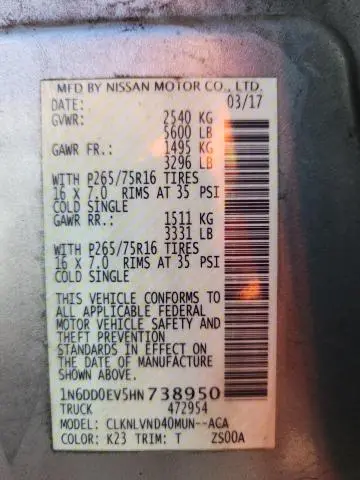 MFD BY NISSAN MOTOR CO., LTD.
DATE: 03/17
GVWR: 2540 KG
5600 LB
GAWR FR.: 1495 KG
3296 LB
WITH P265/75R16 TIRES
16 X 7.0 RIMS AT 35 PSI
COLD SINGLE
GAWR RR.: 1511 KG
3331 LB
WITH P265/75R16 TIRES
16 X 7.0 RIMS AT 35 PSI
COLD SINGLE
THIS VEHICLE CONFORMS TO
ALL APPLICABLE FEDERAL
MOTOR VEHICLE SAFETY AND
AND THEFT PREVENTION
STANDARDS IN EFFECT ON THE
DATE OF MANUFACTURE
SHOWN ABOVE.
1N6DD0EV5HN738950
TRUCK 472954
MODEL: CLKNLVND40MUN--ACA
COLOR: K23 TRIM: T ZS00A